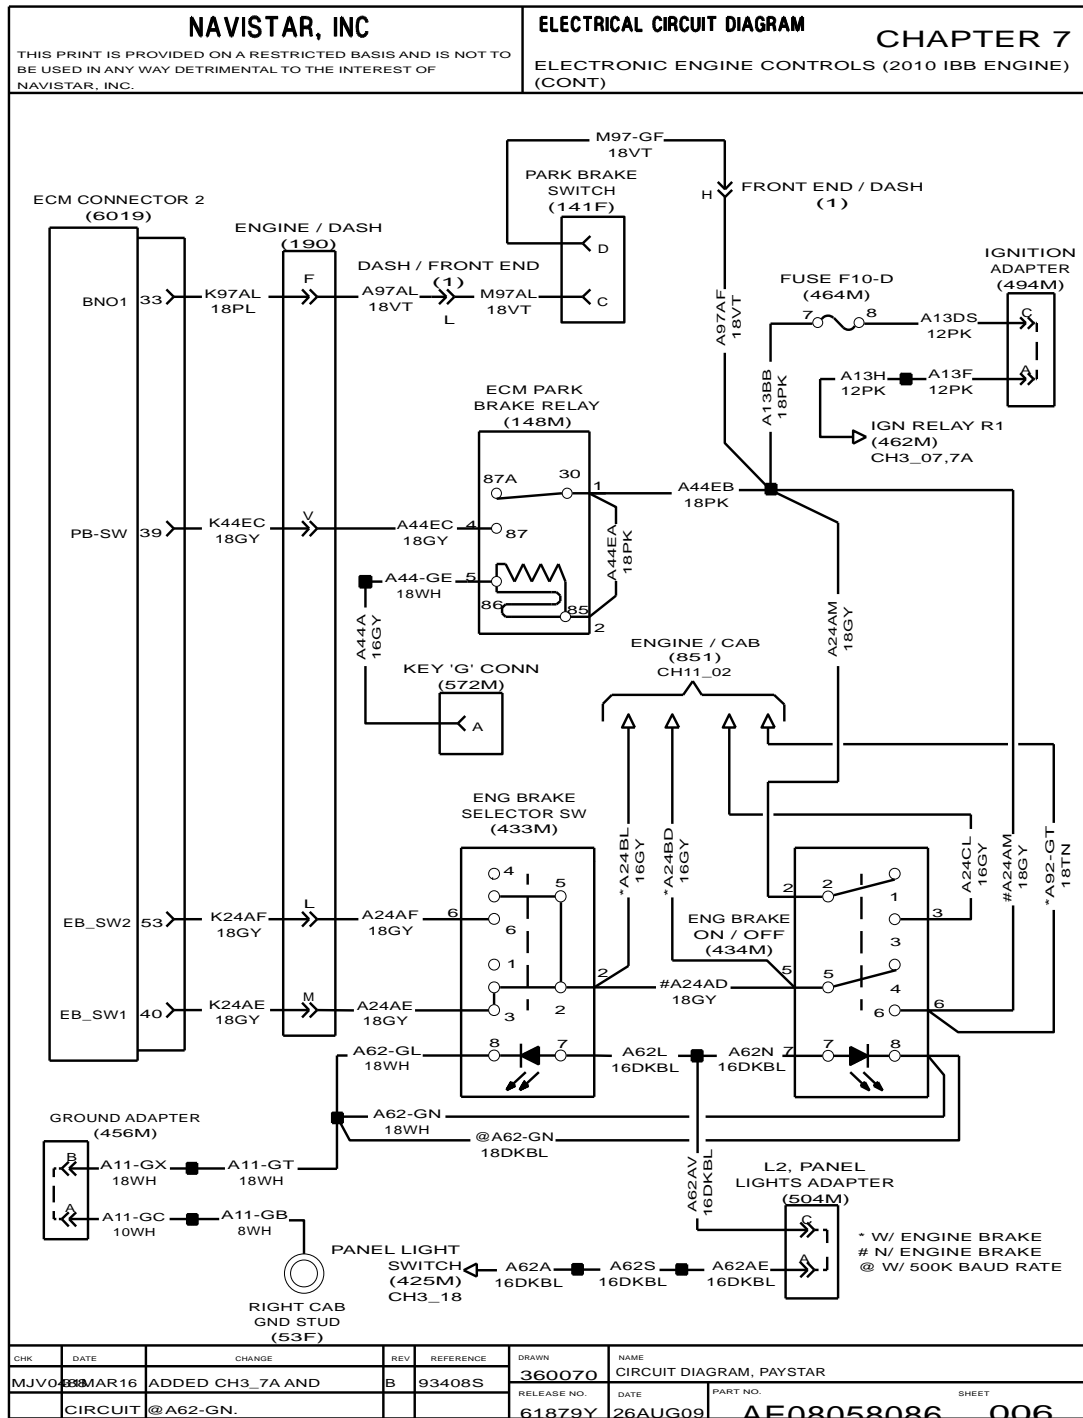 NAVISTAR, INC
THIS PRINT IS PROVIDED ON A RESTRICTED BASIS AND IS NOT TO
BE USED IN ANY WAY DETRIMENTAL TO THE INTEREST OF
NAVISTAR, INC.
ELECTRICAL CIRCUIT DIAGRAM
CHAPTER 7
ELECTRONIC ENGINE CONTROLS (2010 IBB ENGINE)
(CONT)
M97-GF
18VT
PARK BRAKE
SWITCH
(141F)
D
C
H
FRONT END / DASH
(1)
ECM CONNECTOR 2
(6019)
ENGINE / DASH
(190)
DASH / FRONT END
(1)
BNO1
33
K97AL
18PL
F
A97AL
18VT
L
M97AL
18VT
A97AF
18VT
FUSE F10-D
(464M)
7
8
IGNITION
ADAPTER
(494M)
C
A
A13DS
12PK
A13H
12PK
A13F
12PK
A13BB
18PK
IGN RELAY R1
(462M)
CH3_07,7A
ECM PARK
BRAKE RELAY
(148M)
87A
30
1
A44EB
18PK
PB-SW
39
K44EC
18GY
V
A44EC
18GY
4
87
A44EA
18PK
A44-GE
18WH
5
86
85
2
A44A
16GY
KEY 'G' CONN
(572M)
A
ENGINE / CAB
(851)
CH11_02
A24AM
18GY
ENG BRAKE
SELECTOR SW
(433M)
*A24BL
16GY
*A24BD
16GY
A24CL
16GY
#A24AM
18GY
*A92-GT
18TN
4
5
6
1
2
3
2
EB_SW2
53
K24AF
18GY
L
A24AF
18GY
6
ENG BRAKE
ON / OFF
(434M)
2
2
1
3
3
5
5
4
6
6
#A24AD
18GY
EB_SW1
40
K24AE
18GY
M
A24AE
18GY
A62-GL
18WH
8
7
A62L
16DKBL
A62N
16DKBL
7
7
8
A62-GN
18WH
@A62-GN
18DKBL
GROUND ADAPTER
(456M)
B
A11-GX
18WH
A11-GT
18WH
A
A11-GC
10WH
A11-GB
8WH
RIGHT CAB
GND STUD
(53F)
A62AV
16DKBL
L2, PANEL
LIGHTS ADAPTER
(504M)
C
A
PANEL LIGHT
SWITCH
(425M)
CH3_18
A62A
16DKBL
A62S
16DKBL
A62AE
16DKBL
* W/ ENGINE BRAKE
# N/ ENGINE BRAKE
@ W/ 500K BAUD RATE
CHK DATE CHANGE REV REFERENCE
MAR16 ADDED CH3_7A AND B 93408S
CIRCUIT @A62-GN.
DRAWN
360070
NAME
CIRCUIT DIAGRAM, PAYSTAR
RELEASE NO.
61879Y
DATE
26AUG09
PART NO.
AE08058086
SHEET
006